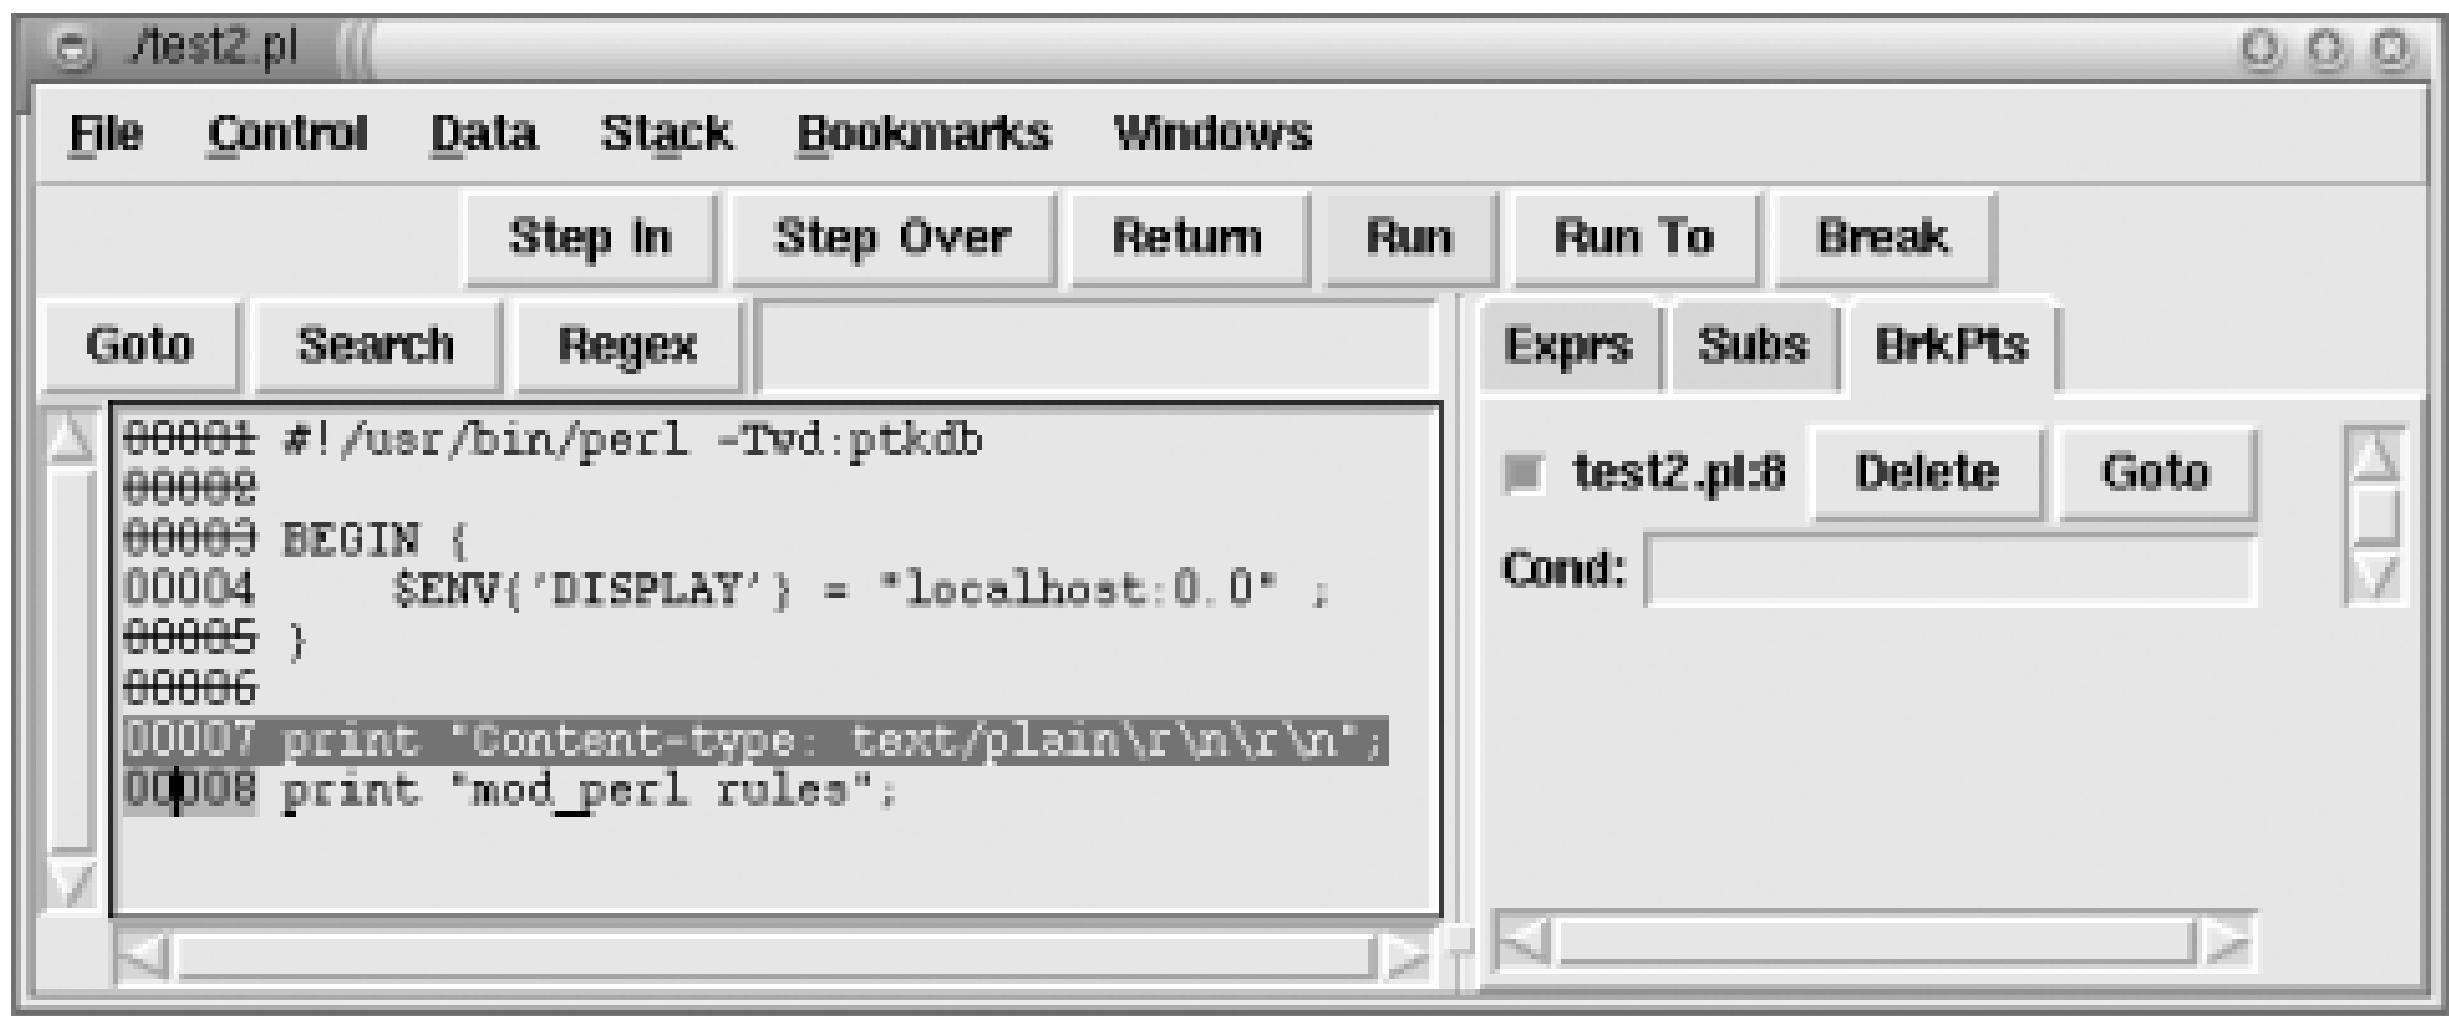 ./test2.pl
File Control Data Stack Bookmarks Windows
Step In Step Over Return Run Run To Break
Goto Search Regex
Exprs Subs BrkPts
00001 #!/usr/bin/perl -Twd:ptkdb
00002
00003 BEGIN {
00004     $ENV{'DISPLAY'} = "localhost:0.0" ;
00005 }
00006
00007 print "Content-type: text/plain\r\n\r\n";
00008 print "mod_perl rules";
test2.pl:8 Delete Goto
Cond: